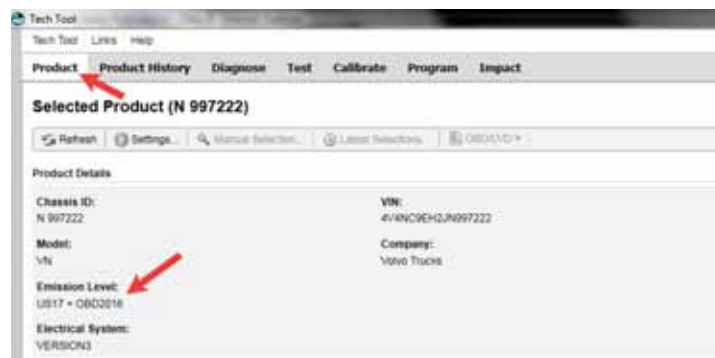 Tech Tool
Tech Tool Links Help
Product Product History Diagnose Test Calibrate Program Impact
Selected Product (N 997222)
Refresh Settings... Manual Selection... Latest Selections OBD/LVD
Product Details
Chassis ID: VIN:
N 997222 4V4NC9EH2JN997222
Model: Company:
VN Volvo Trucks
Emission Level:
US17 + OBD2016
Electrical System:
VERSION3